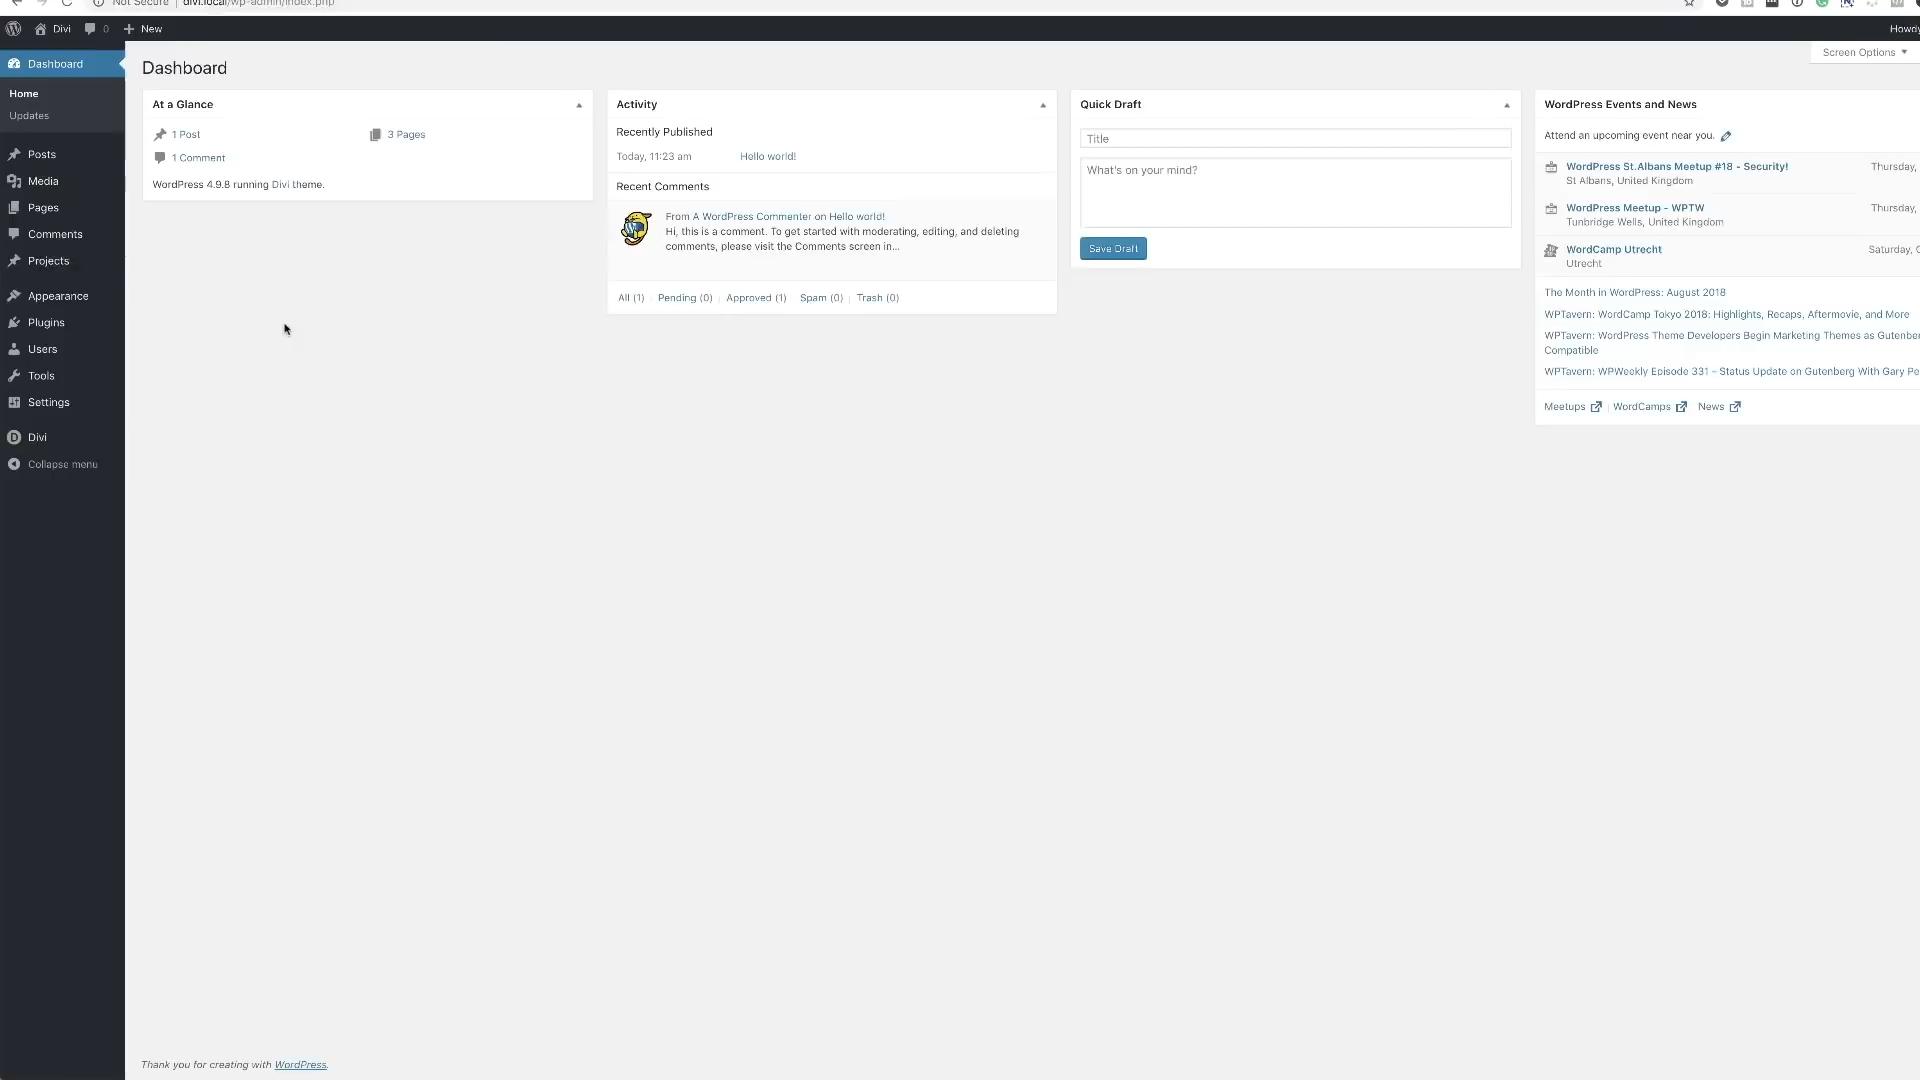 Not Secure | divi.local/wp-admin/index.php
Divi 0 New
Howdy
Dashboard
Home
Updates
Posts
Media
Pages
Comments
Projects
Appearance
Plugins
Users
Tools
Settings
Divi
Collapse menu
Dashboard
Screen Options
At a Glance
1 Post 3 Pages
1 Comment
WordPress 4.9.8 running Divi theme.
Activity
Recently Published
Today, 11:23 am Hello world!
Recent Comments
From A WordPress Commenter on Hello world!
Hi, this is a comment. To get started with moderating, editing, and deleting
comments, please visit the Comments screen in...
All (1) | Pending (0) | Approved (1) Spam (0) | Trash (0)
Quick Draft
Title
What's on your mind?
Save Draft
WordPress Events and News
Attend an upcoming event near you.
WordPress St.Albans Meetup #18 - Security! Thursday,
St Albans, United Kingdom
WordPress Meetup - WPTW Thursday,
Tunbridge Wells, United Kingdom
WordCamp Utrecht Saturday,
Utrecht
The Month in WordPress: August 2018
WPTavern: WordCamp Tokyo 2018: Highlights, Recaps, Aftermovie, and More
WPTavern: WordPress Theme Developers Begin Marketing Themes as Gutenber
Compatible
WPTavern: WPWeekly Episode 331 – Status Update on Gutenberg With Gary Pe
Meetups | WordCamps | News
Thank you for creating with WordPress.